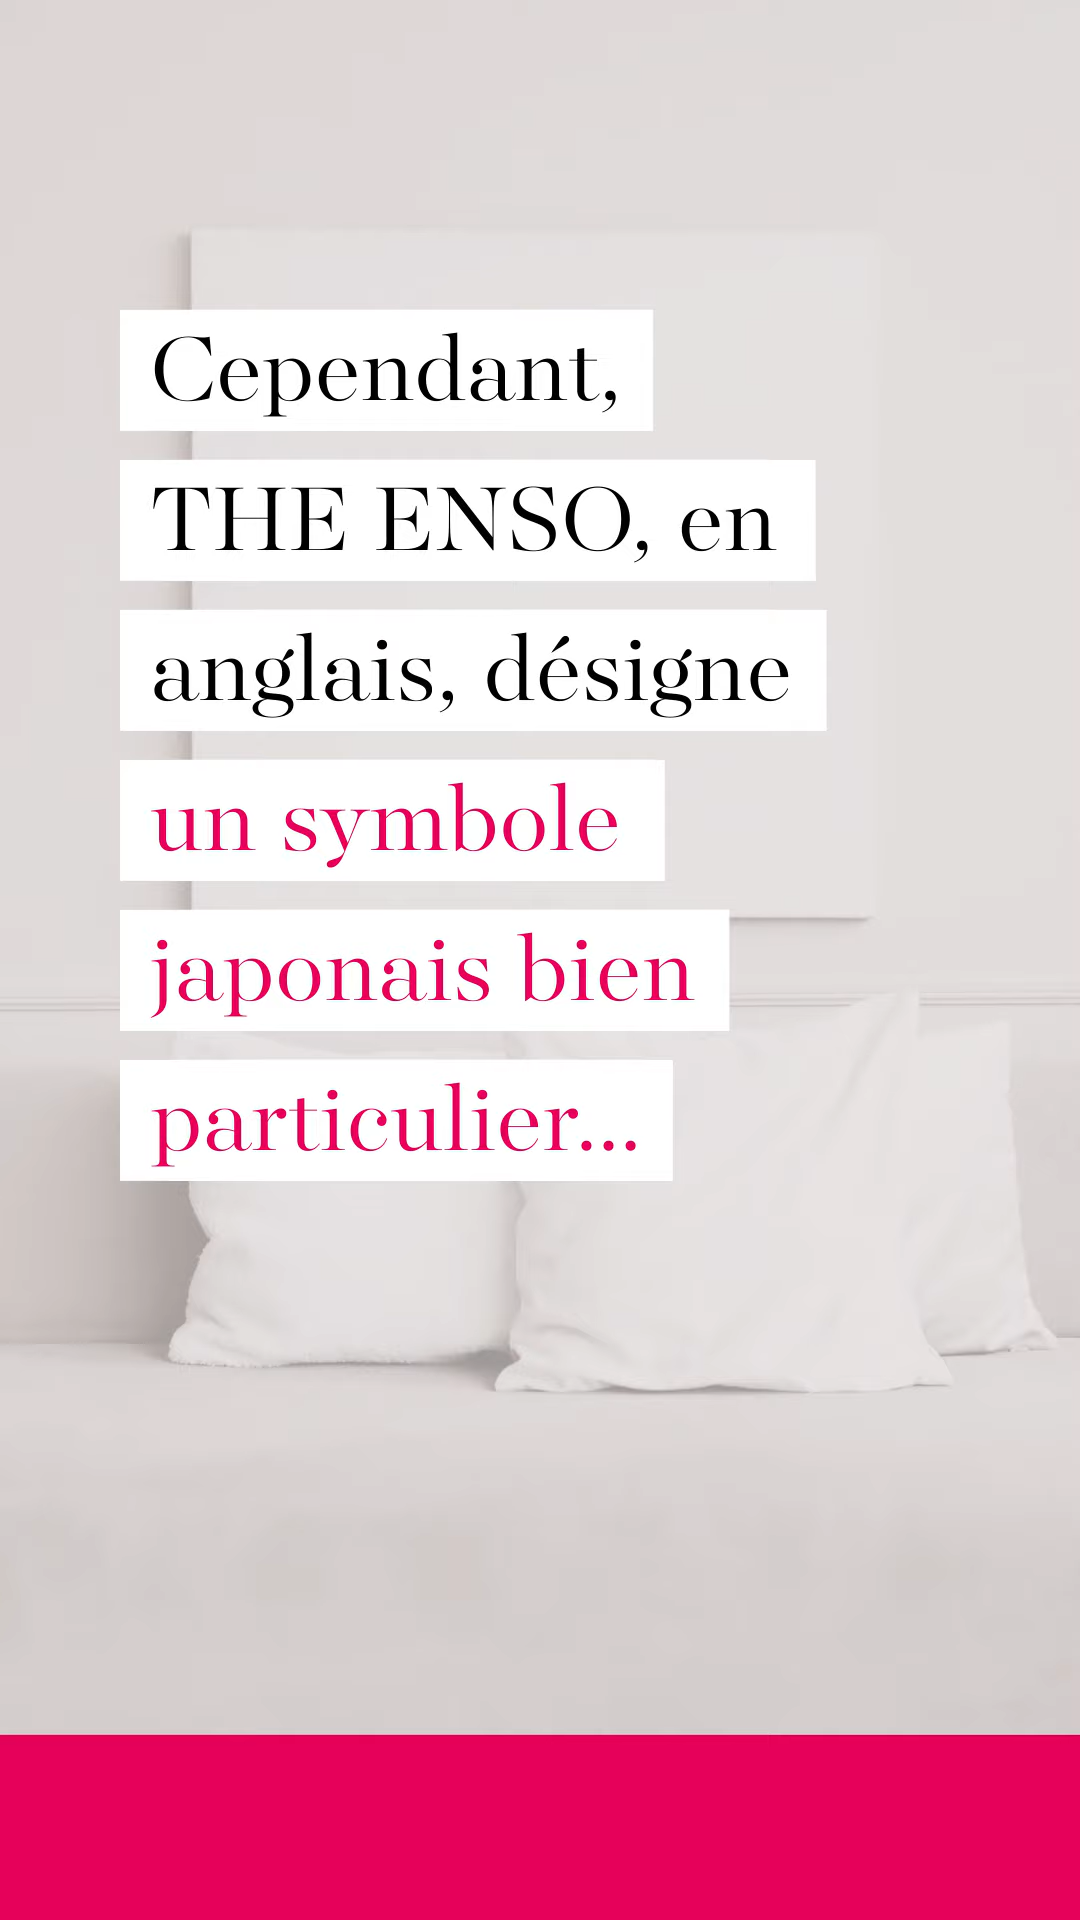 Cependant,
THE ENSO, en
anglais, désigne
un symbole
japonais bien
particulier...